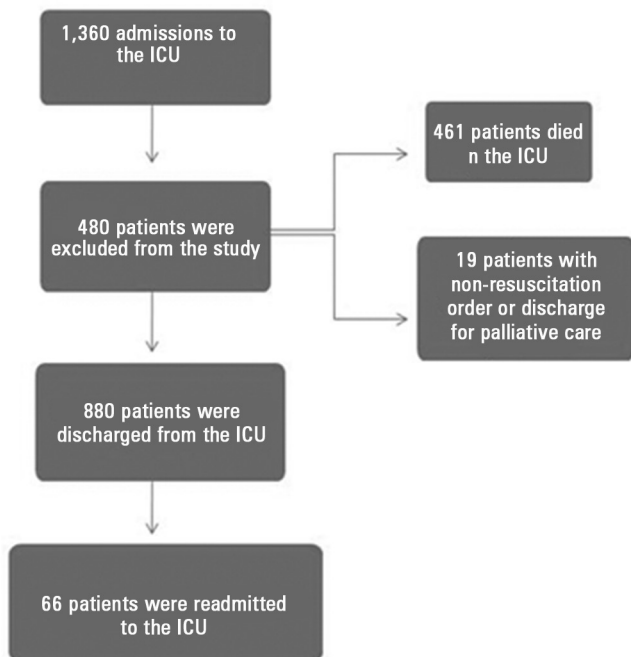 1,360 admissions to
the ICU
461 patients died
n the ICU
480 patients were
excluded from the study
19 patients with
non-resuscitation
order or discharge
for palliative care
880 patients were
discharged from the ICU
66 patients were readmitted
to the ICU